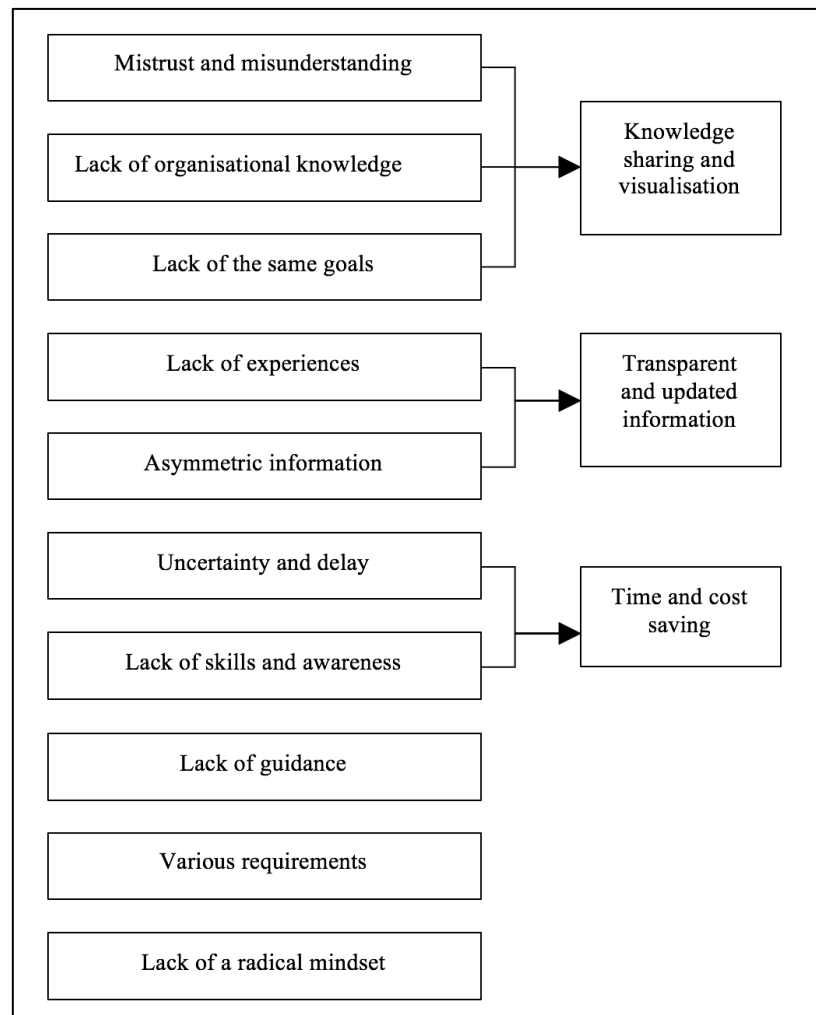 Mistrust and misunderstanding
Lack of organisational knowledge
Lack of the same goals
Knowledge
sharing and
visualisation
Lack of experiences
Asymmetric information
Transparent
and updated
information
Uncertainty and delay
Lack of skills and awareness
Time and cost
saving
Lack of guidance
Various requirements
Lack of a radical mindset